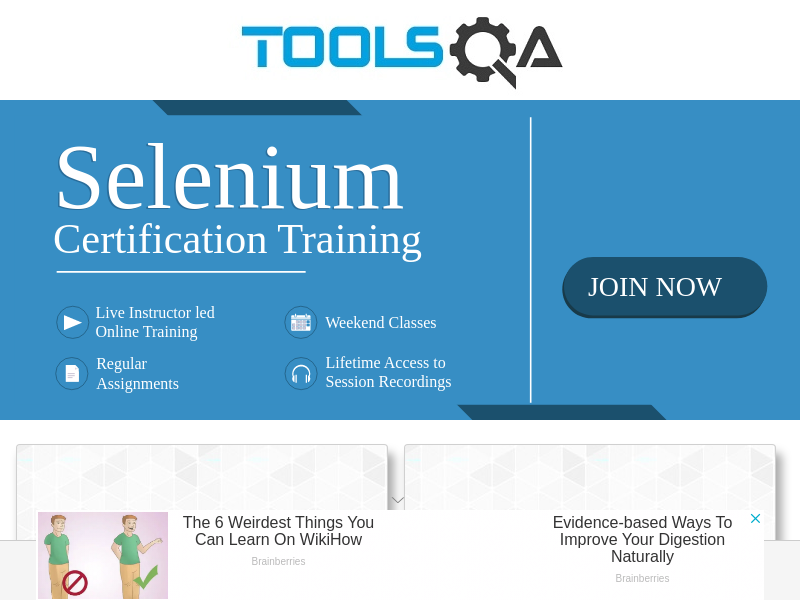 TOOLSQA
Selenium
Certification Training
JOIN NOW
Live Instructor led
Online Training
Weekend Classes
Regular
Assignments
Lifetime Access to
Session Recordings
The 6 Weirdest Things You
Can Learn On WikiHow
Brainberries
Evidence-based Ways To
Improve Your Digestion
Naturally
Brainberries